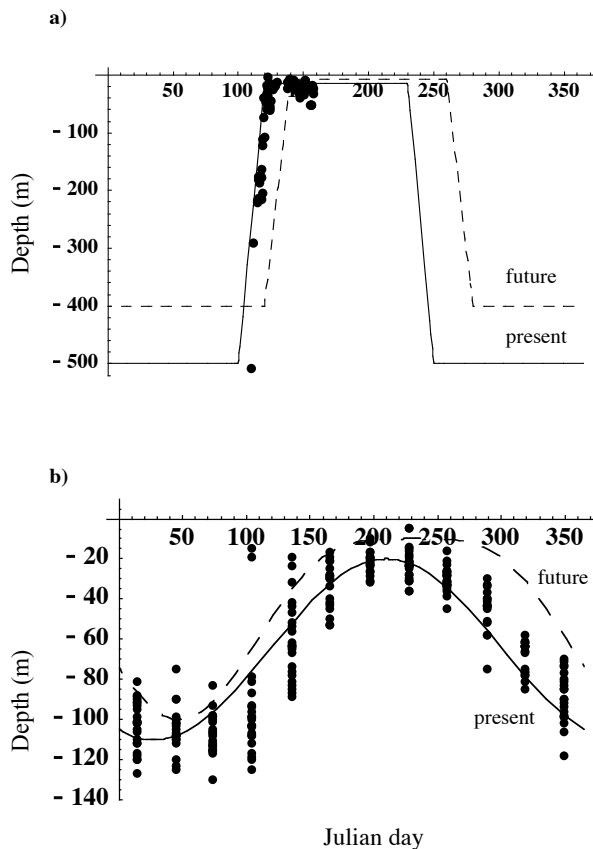 a)
50 100 150 200 250 300 350
- 100
- 200
- 300
- 400
- 500
Depth (m)
future
present
b)
50 100 150 200 250 300 350
- 20
- 40
- 60
- 80
- 100
- 120
- 140
Depth (m)
future
present
Julian day